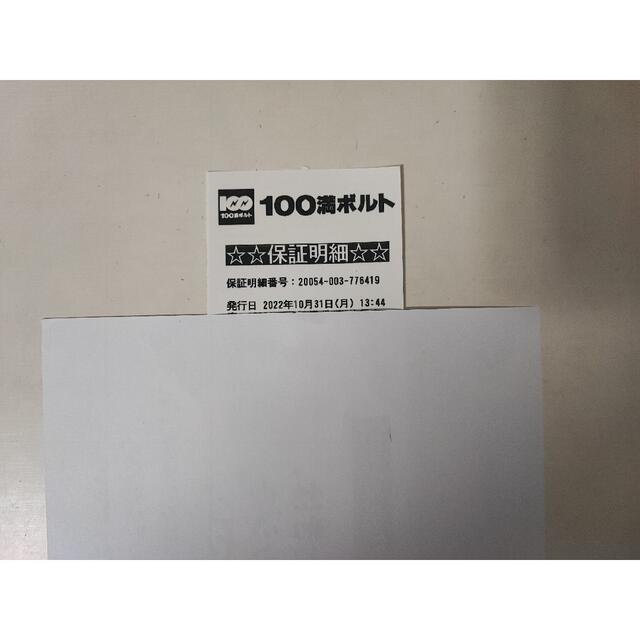 100満ボルト
100満ボルト
☆☆保証明細☆☆
保証明細番号：20054-003-776419
発行日 2022年10月31日(月) 13:44